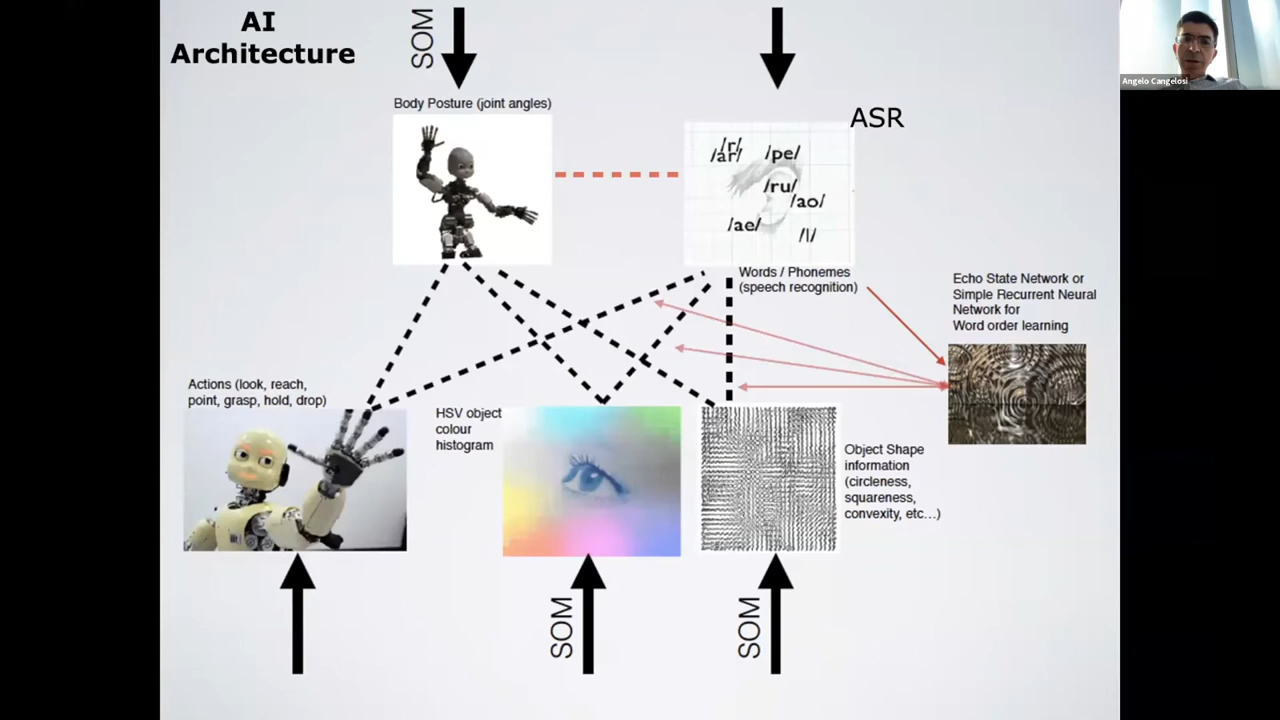 AI
Architecture
SOM
Angelo Cangelosi
Body Posture (joint angles)
ASR
/r/
/ar/
/pe/
/ru/
/ao/
/ae/
/l/
Words / Phonemes
(speech recognition)
Echo State Network or
Simple Recurrent Neural
Network for
Word order learning
Actions (look, reach,
point, grasp, hold, drop)
HSV object
colour
histogram
Object Shape
information
(circleness,
squareness,
convexity, etc...)
SOM
SOM